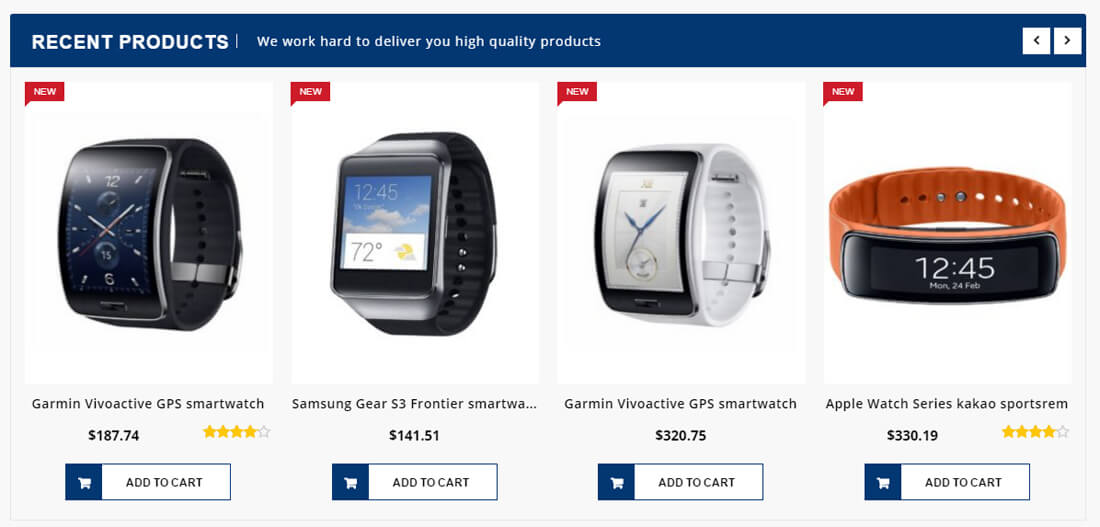 RECENT PRODUCTS
We work hard to deliver you high quality products
NEW
NEW
NEW
NEW
12
15
6
12:45
72°
12
12:45
Mon, 24 Feb
Garmin Vivoactive GPS smartwatch
Samsung Gear S3 Frontier smartwa...
Garmin Vivoactive GPS smartwatch
Apple Watch Series kakao sportsrem
$187.74
$141.51
$320.75
$330.19
ADD TO CART
ADD TO CART
ADD TO CART
ADD TO CART